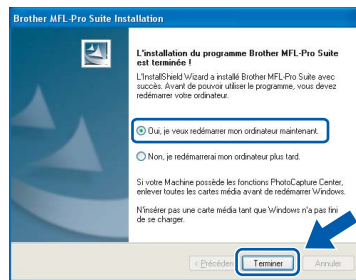 Brother MFL-Pro Suite Installation
L'installation du programme Brother MFL-Pro Suite
est terminée !
L'InstallShield Wizard a installé Brother MFL-Pro Suite avec
succès. Avant de pouvoir utiliser le programme, vous devez
redémarrer votre ordinateur.
Oui, je veux redémarrer mon ordinateur maintenant.
Non, je redémarrerai mon ordinateur plus tard.
Si votre Machine possède les fonctions PhotoCapture Center,
enlever toutes les cartes média avant de redémarrer Windows.
N'insérer pas une carte média tant que Windows n'a pas fini
de se charger.
< Précéden Terminer Annuler